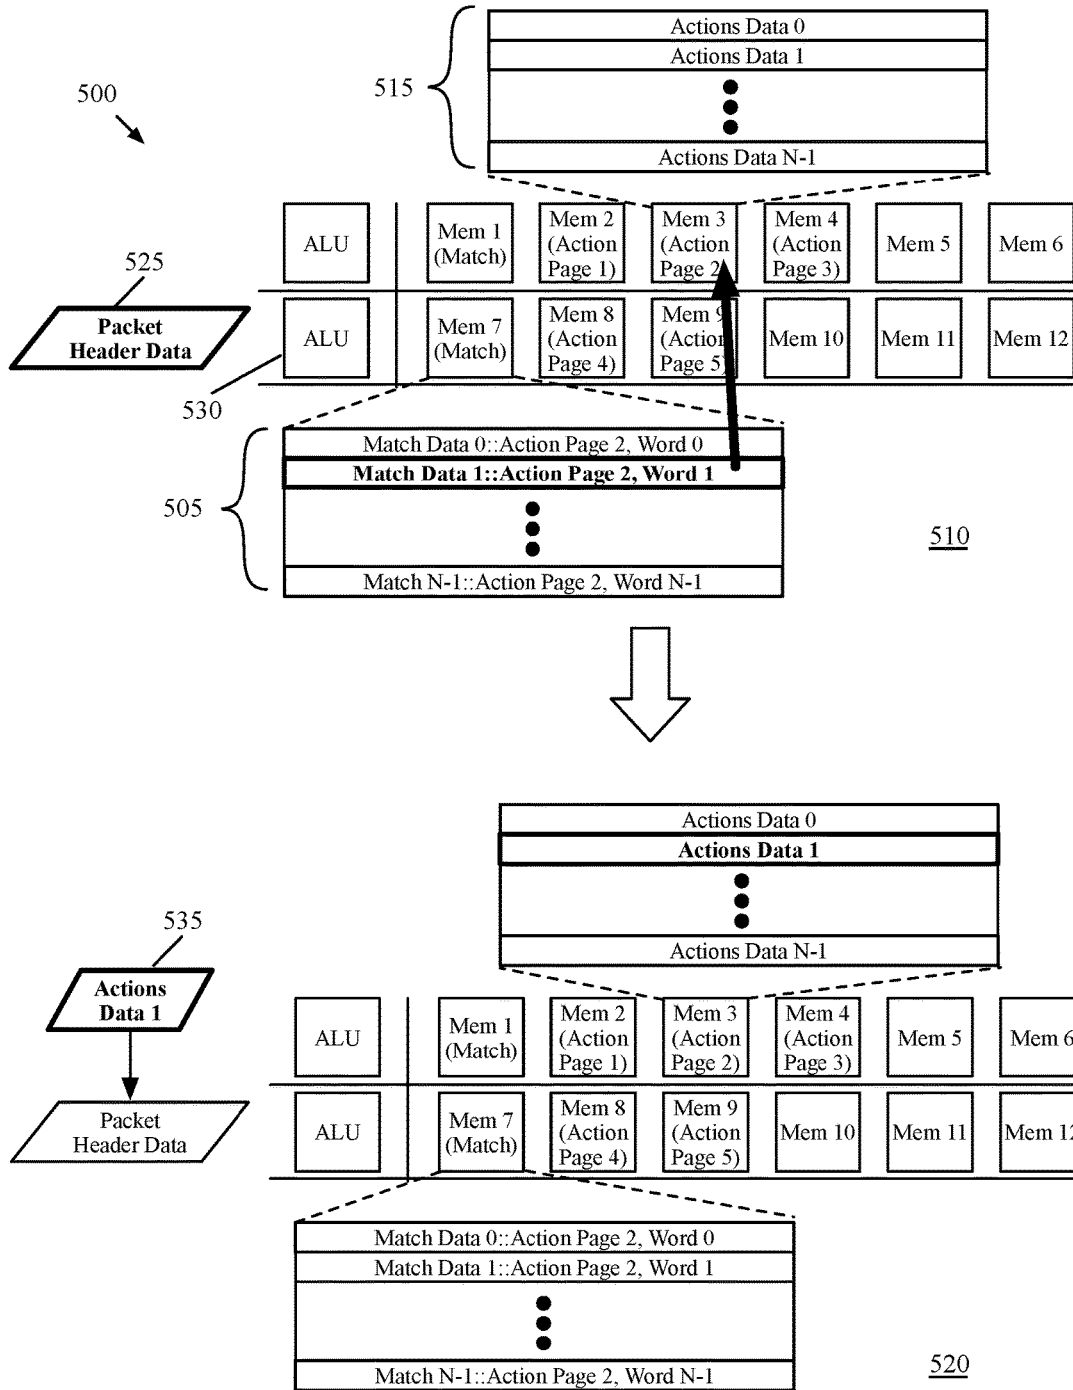 Actions Data 0
Actions Data 1
515
500
Actions Data N-1
ALU
Mem 1
(Match)
Mem 2
(Action
Page 1)
Mem 3
(Action
Page 2)
Mem 4
(Action
Page 3)
Mem 5
Mem 6
525
Packet
Header Data
ALU
Mem 7
(Match)
Mem 8
(Action
Page 4)
Mem 9
(Action
Page 5)
Mem 10
Mem 11
Mem 12
530
Match Data 0::Action Page 2, Word 0
Match Data 1::Action Page 2, Word 1
505
510
Match N-1::Action Page 2, Word N-1
Actions Data 0
Actions Data 1
535
Actions Data N-1
Actions
Data 1
ALU
Mem 1
(Match)
Mem 2
(Action
Page 1)
Mem 3
(Action
Page 2)
Mem 4
(Action
Page 3)
Mem 5
Mem 6
Packet
Header Data
ALU
Mem 7
(Match)
Mem 8
(Action
Page 4)
Mem 9
(Action
Page 5)
Mem 10
Mem 11
Mem 12
Match Data 0::Action Page 2, Word 0
Match Data 1::Action Page 2, Word 1
Match N-1::Action Page 2, Word N-1
520